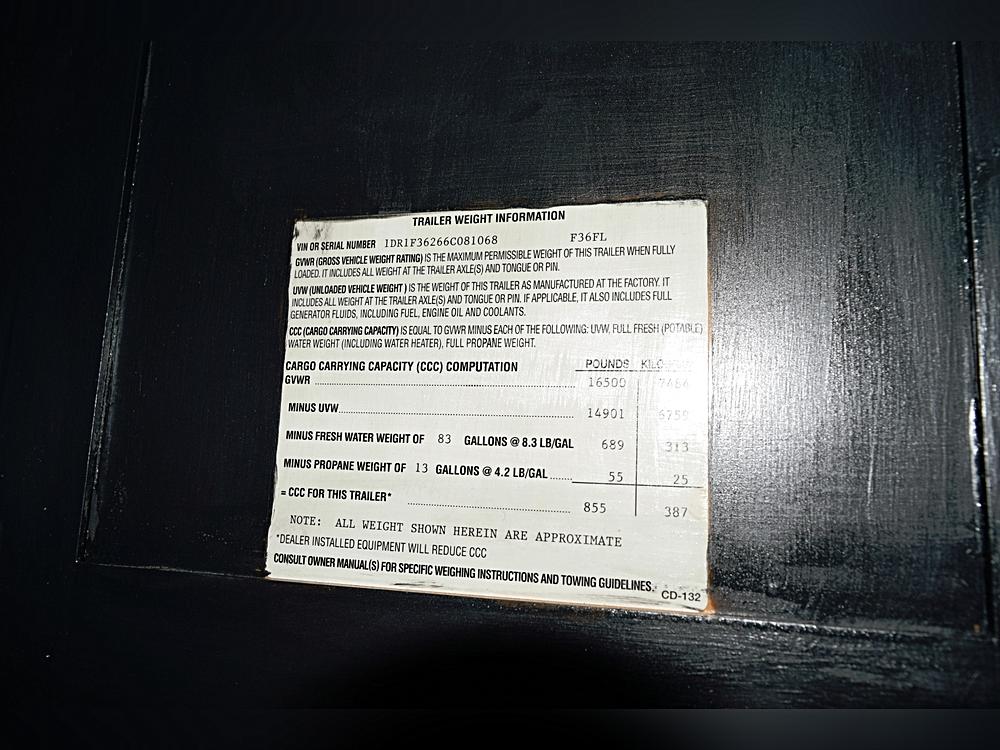 TRAILER WEIGHT INFORMATION
VIN OR SERIAL NUMBER 1DR1F36266C081068 F36FL
GVWR (GROSS VEHICLE WEIGHT RATING) IS THE MAXIMUM PERMISSIBLE WEIGHT OF THIS TRAILER WHEN FULLY
LOADED. IT INCLUDES ALL WEIGHT AT THE TRAILER AXLE(S) AND TONGUE OR PIN.
UVW (UNLOADED VEHICLE WEIGHT) IS THE WEIGHT OF THIS TRAILER AS MANUFACTURED AT THE FACTORY. IT
INCLUDES ALL WEIGHT AT THE TRAILER AXLE(S) AND TONGUE OR PIN. IF APPLICABLE, IT ALSO INCLUDES FULL
GENERATOR FLUIDS, INCLUDING FUEL, ENGINE OIL AND COOLANTS.
CCC (CARGO CARRYING CAPACITY) IS EQUAL TO GVWR MINUS EACH OF THE FOLLOWING: UVW, FULL FRESH (POTABLE)
WATER WEIGHT (INCLUDING WATER HEATER), FULL PROPANE WEIGHT.
CARGO CARRYING CAPACITY (CCC) COMPUTATION POUNDS
GVWR 16500
MINUS UVW 14901 6759
MINUS FRESH WATER WEIGHT OF 83 GALLONS @ 8.3 LB/GAL 689 313
MINUS PROPANE WEIGHT OF 13 GALLONS @ 4.2 LB/GAL 55 25
= CCC FOR THIS TRAILER* 855 387
NOTE: ALL WEIGHT SHOWN HEREIN ARE APPROXIMATE
*DEALER INSTALLED EQUIPMENT WILL REDUCE CCC
CONSULT OWNER MANUAL(S) FOR SPECIFIC WEIGHING INSTRUCTIONS AND TOWING GUIDELINES.
CD-132